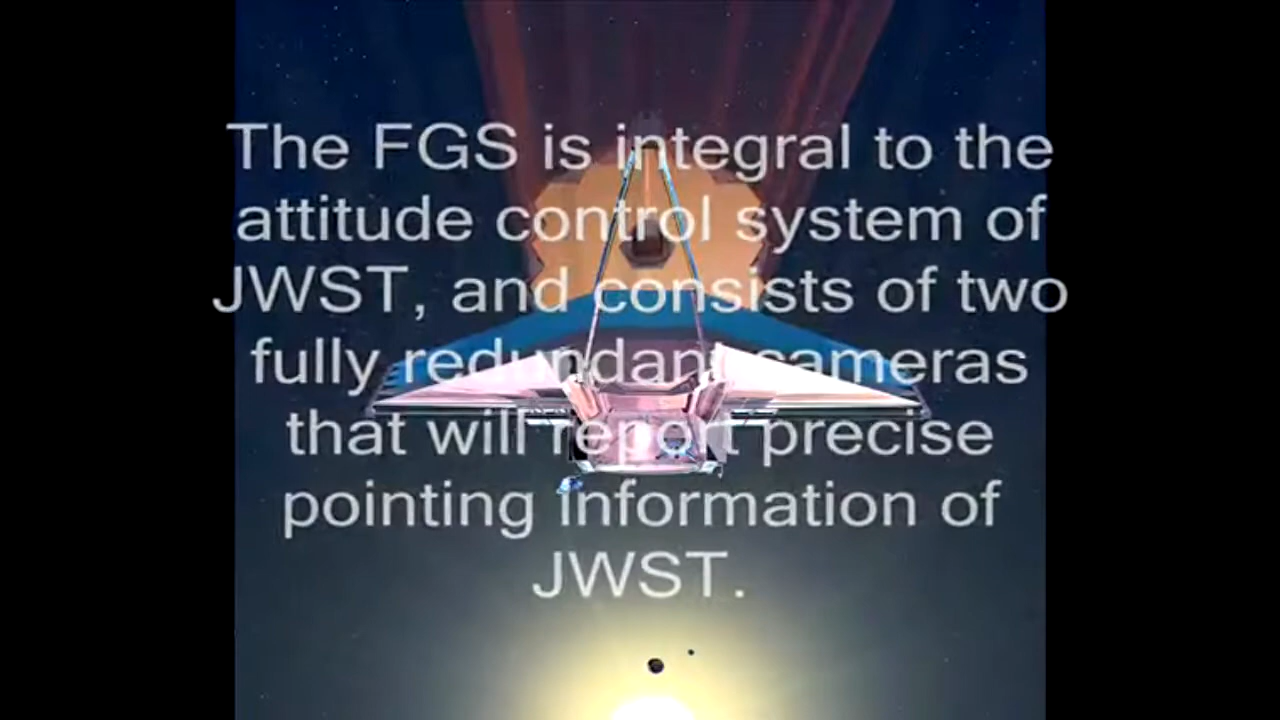 The FGS is integral to the
attitude control system of
JWST, and consists of two
fully redundant cameras
that will report precise
pointing information of
JWST.